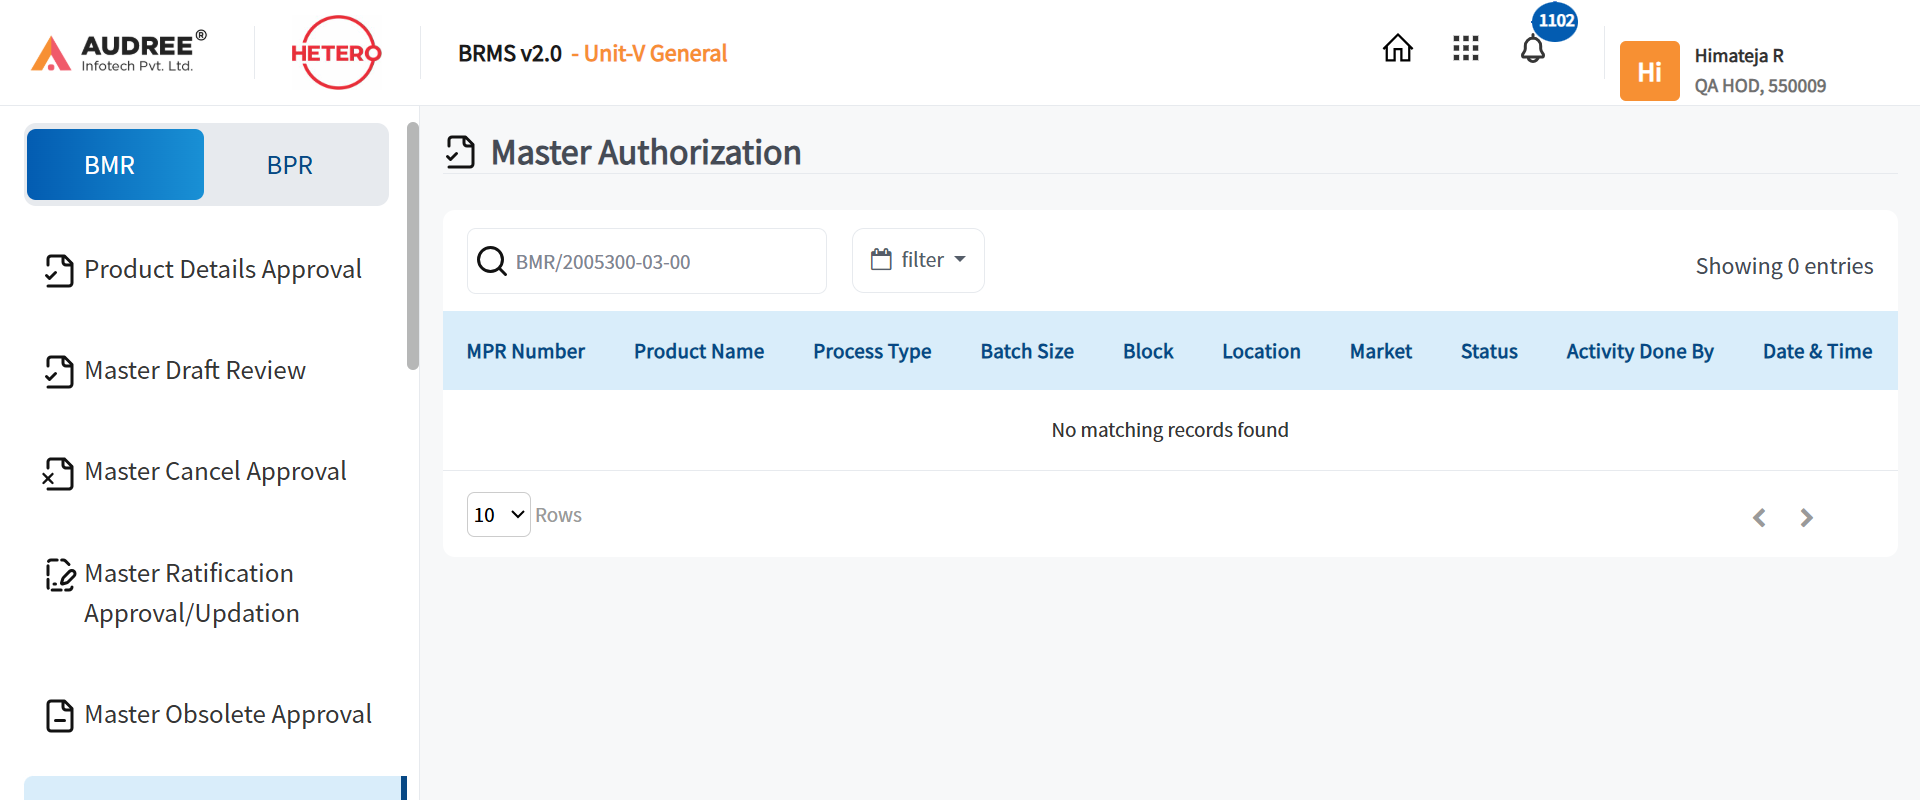 AUDREE®
Infotech Pvt. Ltd.
HETERO
BRMS v2.0 - Unit-V General
1102
Hi
Himateja R
QA HOD, 550009
BMR
BPR
Product Details Approval
Master Draft Review
Master Cancel Approval
Master Ratification
Approval/Updation
Master Obsolete Approval
Master Authorization
BMR/2005300-03-00
filter
Showing 0 entries
MPR Number Product Name Process Type Batch Size Block Location Market Status Activity Done By Date & Time
No matching records found
10 Rows